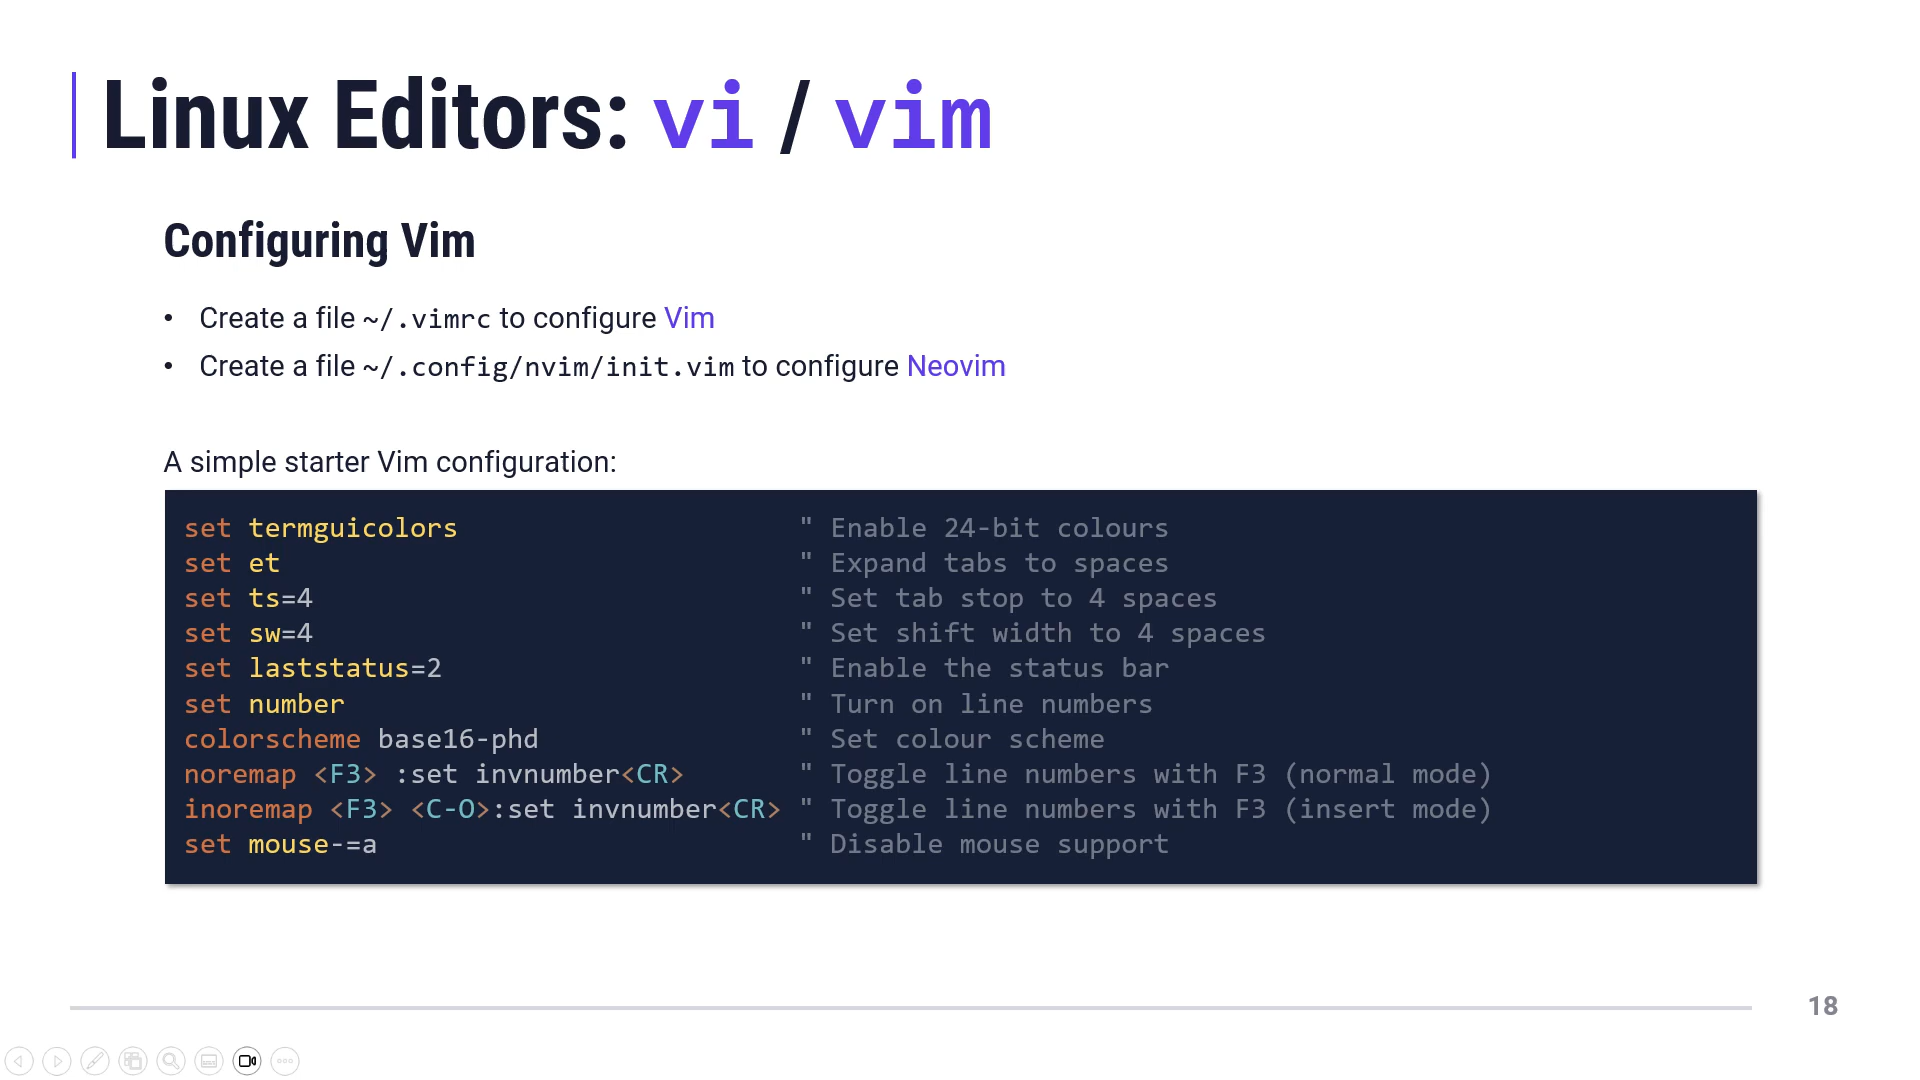 Linux Editors: vi / vim
Configuring Vim
• Create a file ~/.vimrc to configure Vim
• Create a file ~/.config/nvim/init.vim to configure Neovim
A simple starter Vim configuration:
set termguicolors " Enable 24-bit colours
set et " Expand tabs to spaces
set ts=4 " Set tab stop to 4 spaces
set sw=4 " Set shift width to 4 spaces
set laststatus=2 " Enable the status bar
set number " Turn on line numbers
colorscheme base16-phd " Set colour scheme
noremap <F3> :set invnumber<CR> " Toggle line numbers with F3 (normal mode)
inoremap <F3> <C-O>:set invnumber<CR> " Toggle line numbers with F3 (insert mode)
set mouse-=a " Disable mouse support
18